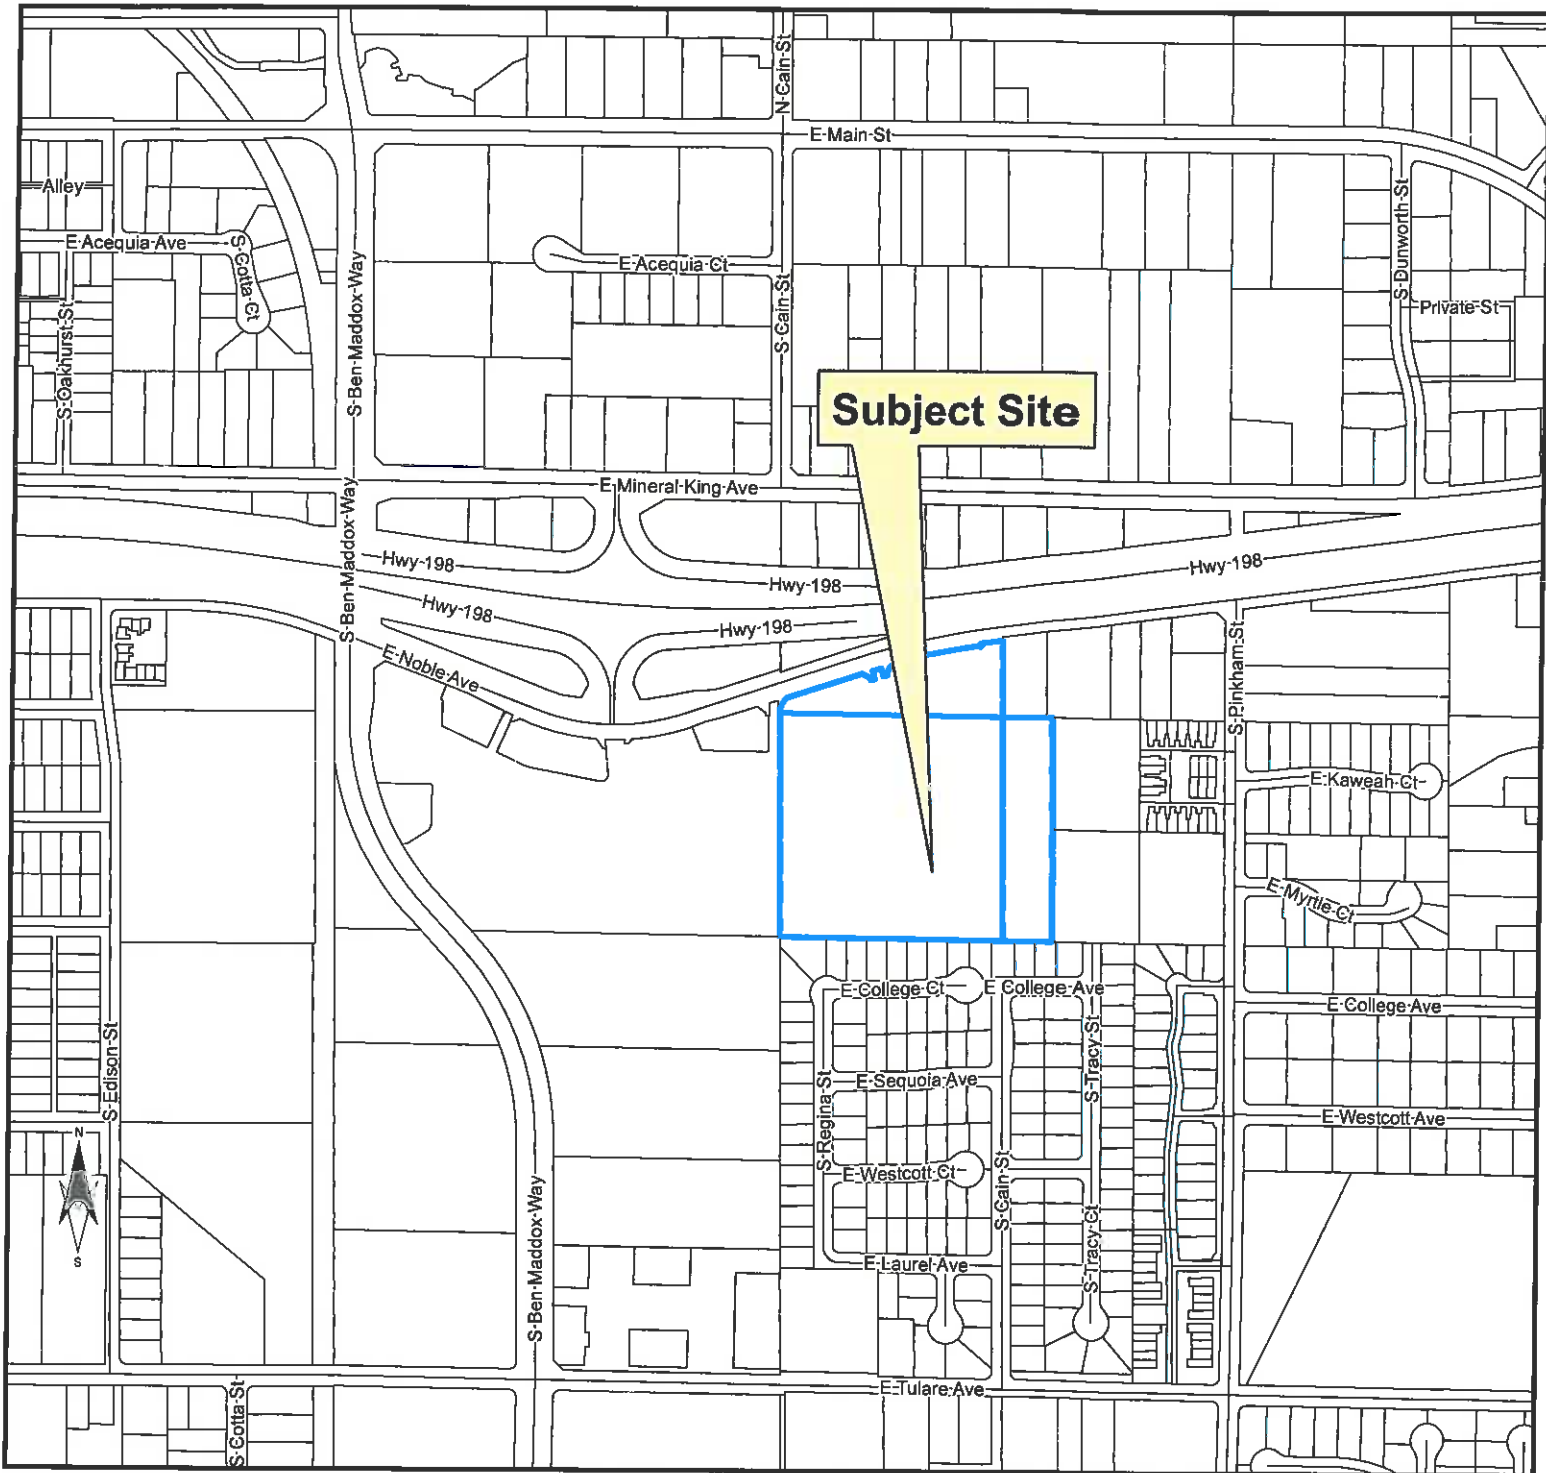 N-Cain-St
E-Main-St
Alley
E-Acequia-Ave
S-Cotta-Ct
E-Acequia-Ct
S-Ben-Maddox-Way
S-Cain-St
S-Dunworth-St
Private-St
S-Oakhurst-St
Subject Site
E-Mineral-King-Ave
S-Ben-Maddox-Way
Hwy-198
Hwy-198
Hwy-198
Hwy-198
Hwy-198
E-Noble-Ave
S-Pinkham-St
E-Kaweah-Ct
E-Myrtle-Ct
E-College-Ct
E College-Ave
E-College-Ave
S-Edison-St
S-Tracy-St
E-Sequoia-Ave
S-Regina-St
E-Westcott-Ave
N
E-Westcott-Ct
S-Cain-St
S
S-Ben-Maddox-Way
S-Tracy-Ct
E-Laurel-Ave
E-Tulare-Ave
S-Cotta-St